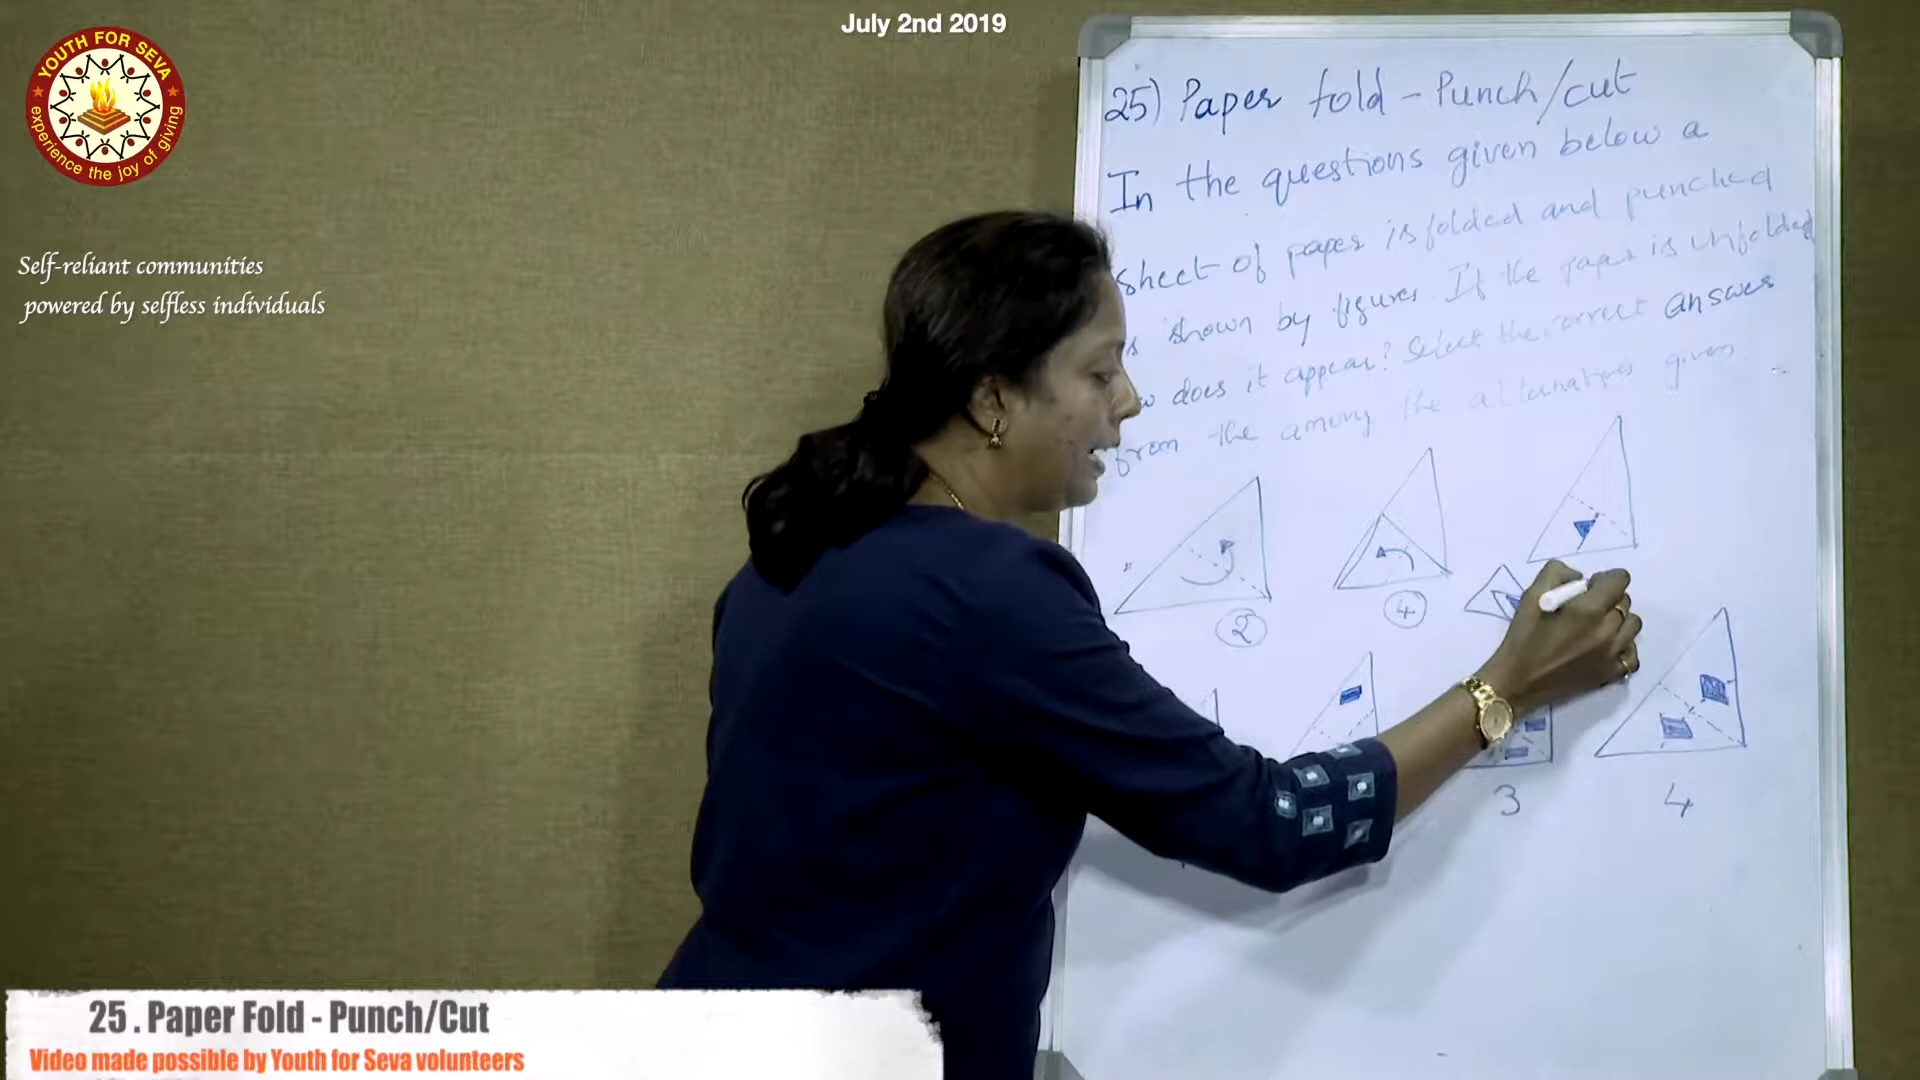 July 2nd 2019
YOUTH FOR SEVA
experience the joy of giving
Self-reliant communities
powered by selfless individuals
25) Paper fold - Punch/cut
In the questions given below a
sheet of paper is folded and punched
shown by figures. If the paper is unfolded
does it appear? Select the correct answer
from the among the alternatives given
2
4
3
4
25 . Paper Fold - Punch/Cut
Video made possible by Youth for Seva volunteers